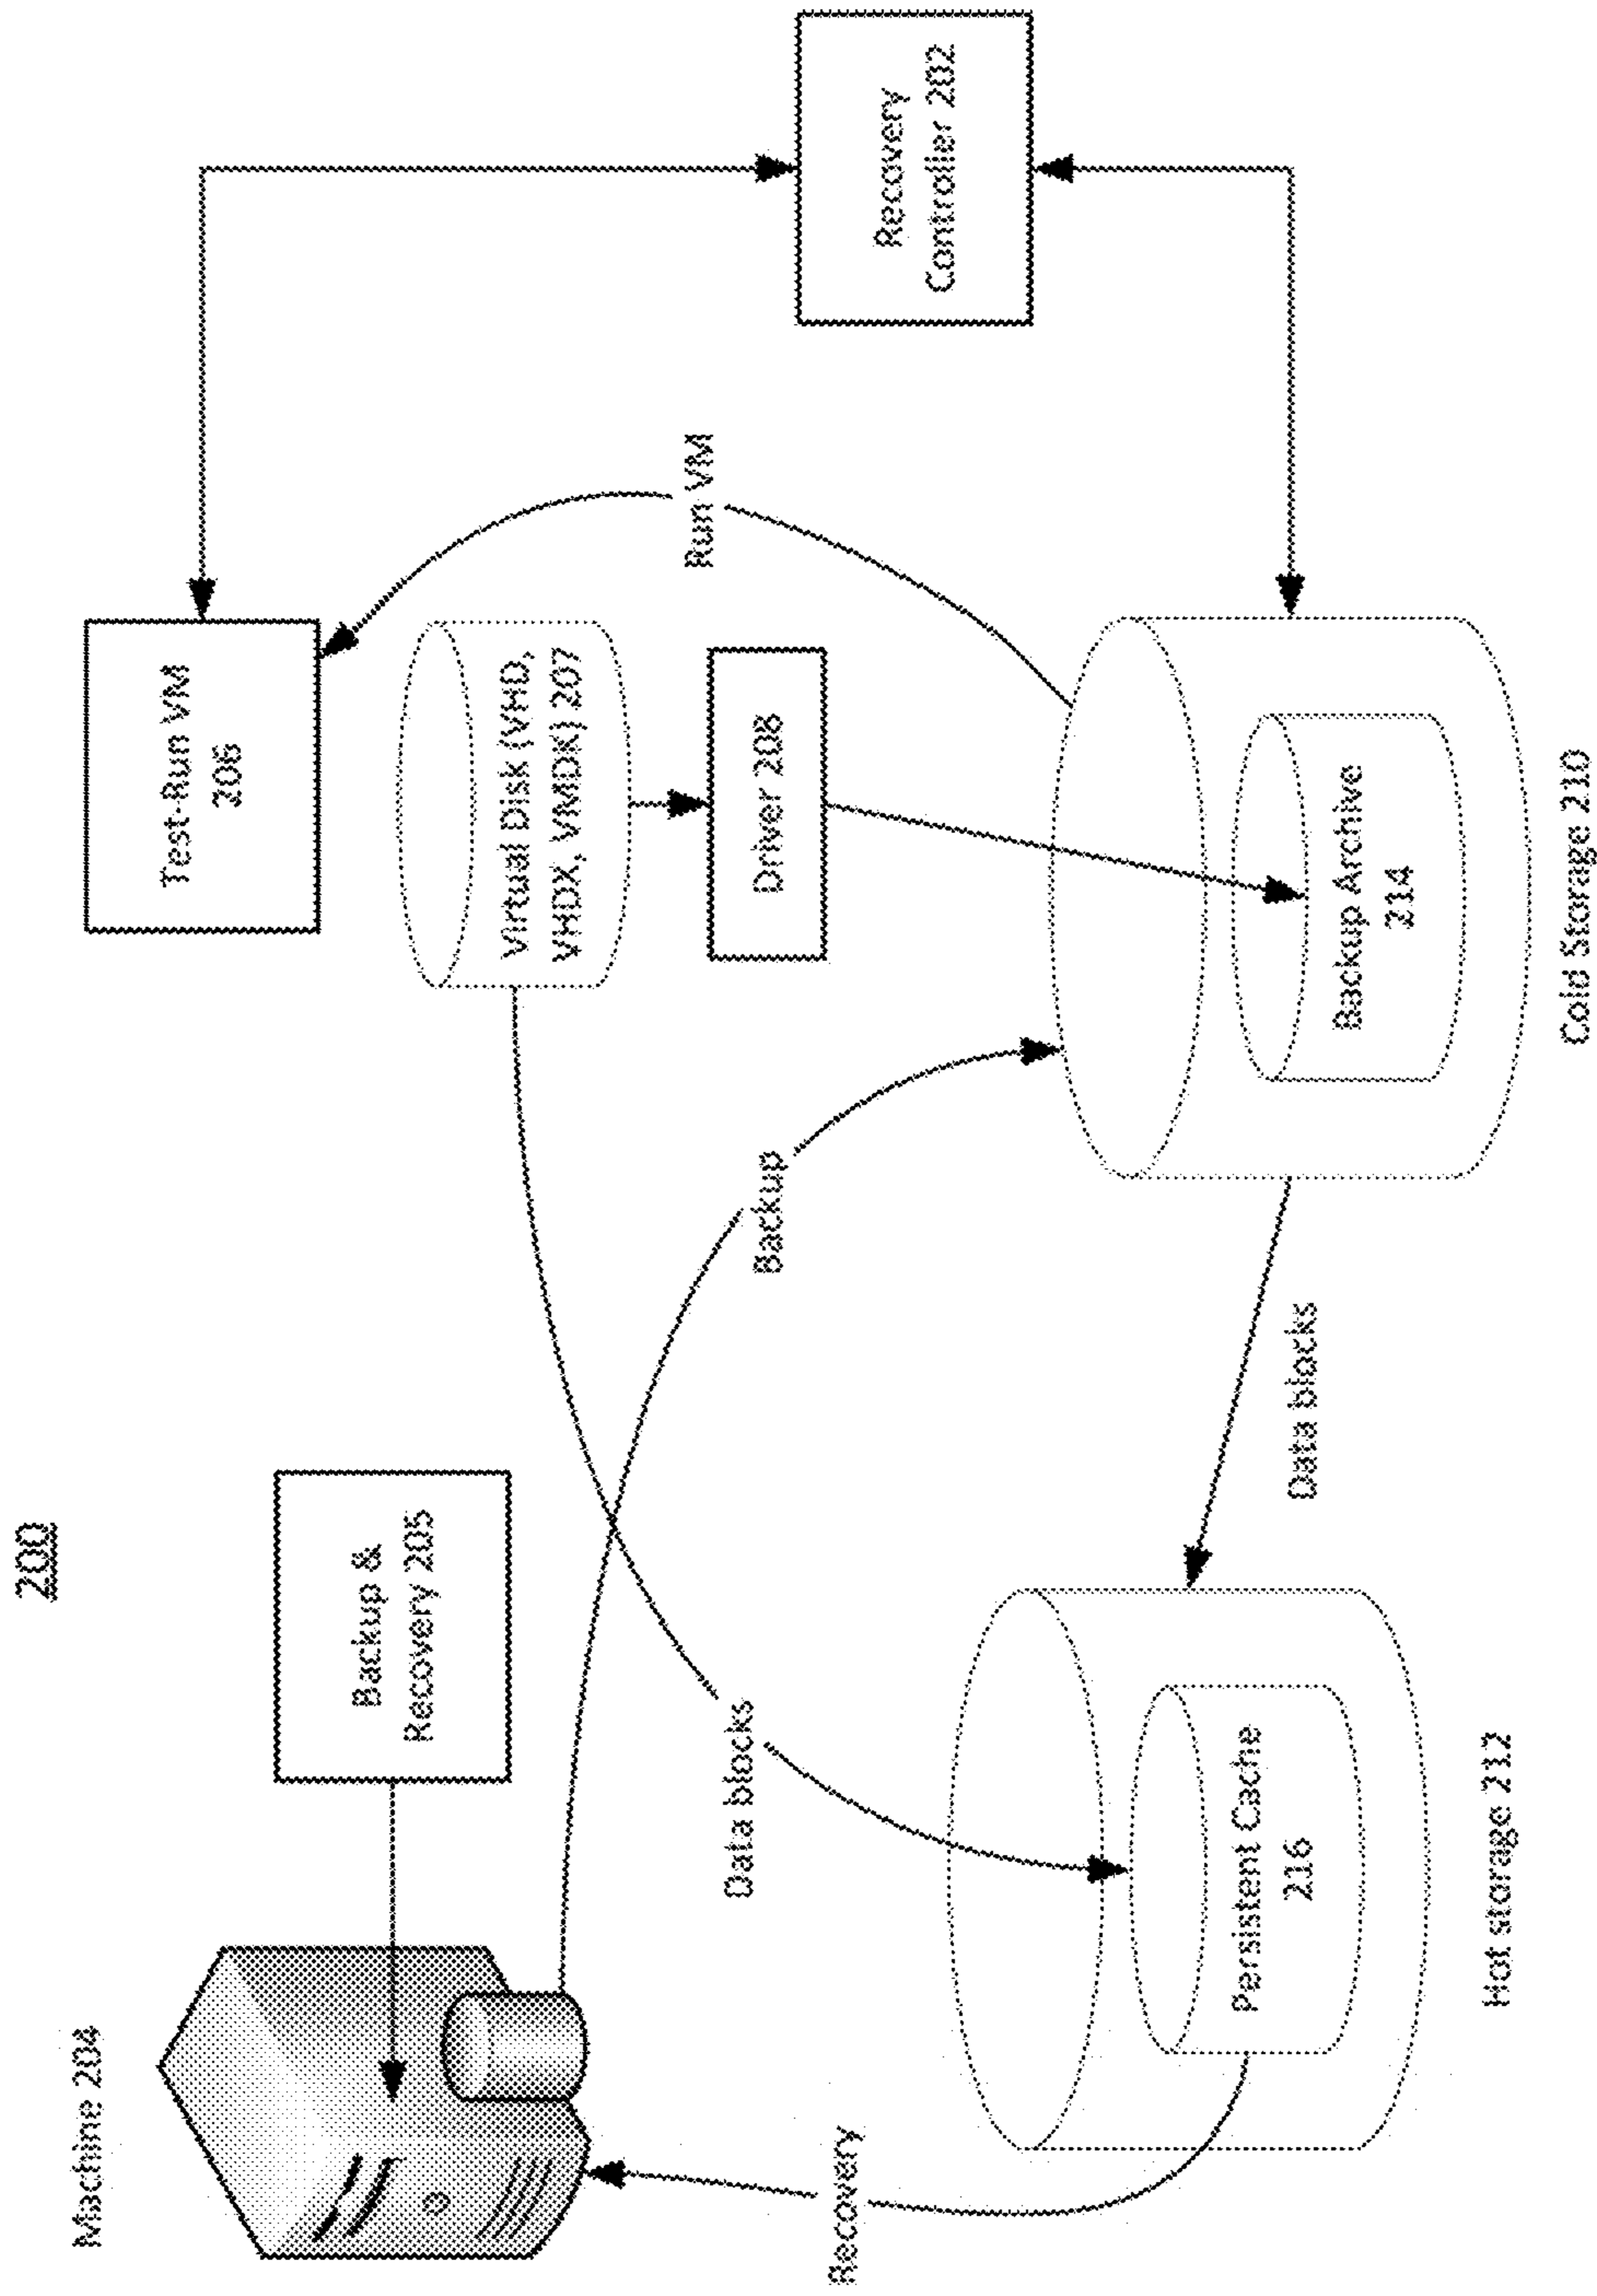 200
Machine 204
Backup &
Recovery 205
Test-Run VM
206
Virtual Disk (VHD,
VHDX, VMDK) 207
Driver 208
Run VM
Recovery
Controller 202
Backup
Data blocks
Recovery
Persistent Cache
216
Hot storage 212
Data blocks
Backup Archive
214
Cold Storage 210